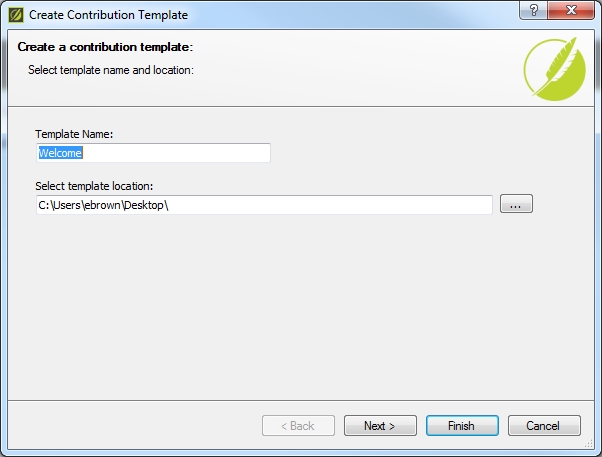 Create Contribution Template
Create a contribution template:
Select template name and location:
Template Name:
Welcome
Select template location:
C:\Users\ebrown\Desktop\
...
< Back
Next >
Finish
Cancel